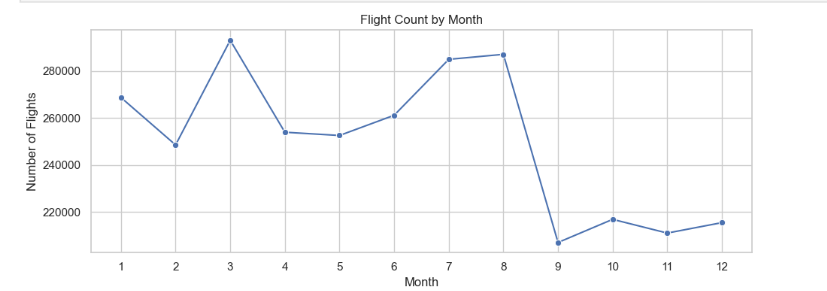 Flight Count by Month
Number of Flights
280000
260000
240000
220000
1 2 3 4 5 6 7 8 9 10 11 12
Month